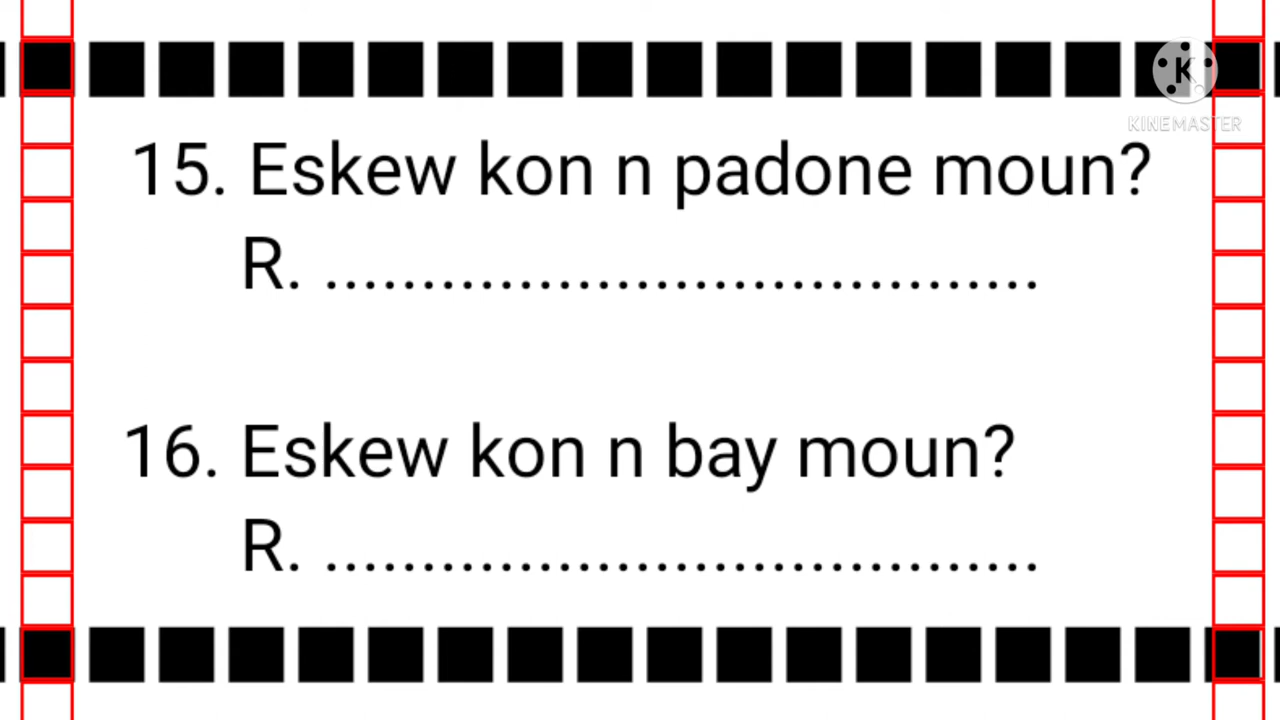 K
KINEMASTER
15. Eskew kon n padone moun?
R. .....................................
16. Eskew kon n bay moun?
R. .....................................